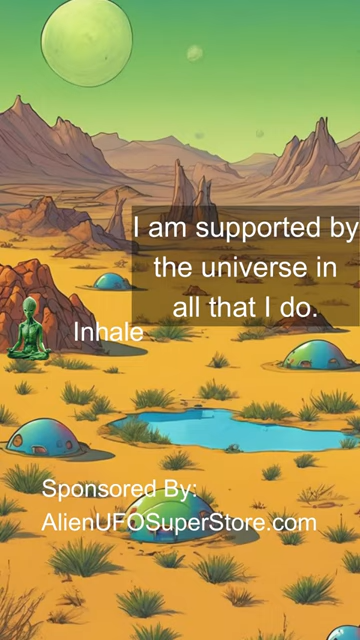 I am supported by
the universe in
all that I do.
Inhale
Sponsored By:
AlienUFOSuperStore.com